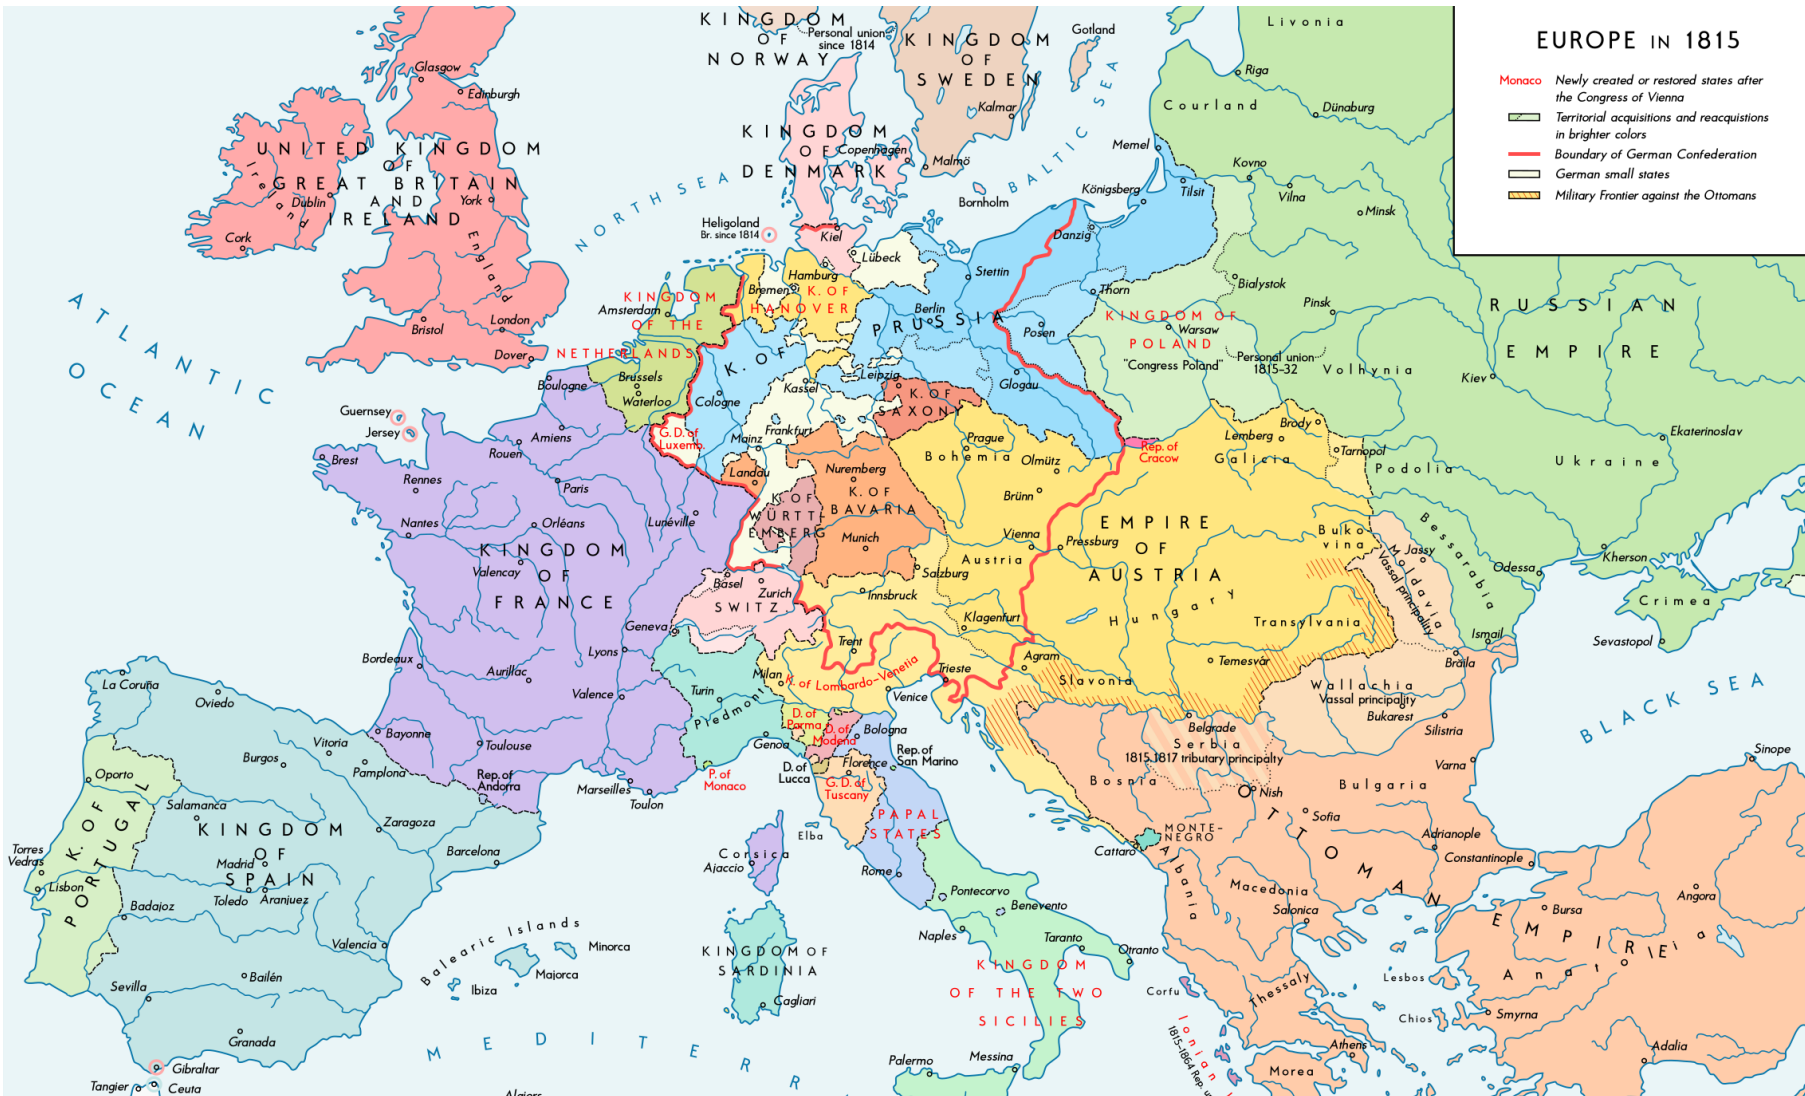 EUROPE IN 1815
Monaco
Newly created or restored states after
the Congress of Vienna
Territorial acquisitions and reacquistions
in brighter colors
Boundary of German Confederation
German small states
Military Frontier against the Ottomans
KINGDOM
OF
NORWAY
Personal union
since 1814
KINGDOM
OF
SWEDEN
Gotland
Kalmar
Malmö
Livonia
Riga
Courland
Dünaburg
Memel
Kovno
Vilna
Tilsit
Minsk
Königsberg
BALTIC SEA
Bornholm
Glasgow
Edinburgh
UNITED KINGDOM
OF
GREAT BRITAIN
AND
IRELAND
Ireland
Dublin
Cork
York
England
London
Bristol
Dover
NORTH SEA
KINGDOM
OF
DENMARK
Copenhagen
Heligoland
Br. since 1814
Kiel
Lübeck
Hamburg
Bremen
K. OF
HANOVER
Stettin
Danzig
Thorn
Bialystok
Pinsk
RUSSIAN
EMPIRE
Berlin
K. OF
PRUSSIA
Posen
KINGDOM OF
POLAND
Warsaw
"Congress Poland"
Personal union
1815-32
Volhynia
Kiev
KINGDOM
OF THE
NETHERLANDS
Amsterdam
Brussels
Waterloo
Cologne
Kassel
Leipzig
K. OF
SAXONY
Glogau
ATLANTIC
OCEAN
Guernsey
Jersey
Boulogne
Amiens
Rouen
Brest
Rennes
Paris
Nantes
Orléans
Lunéville
KINGDOM
OF
FRANCE
Valencay
G.D. of
Luxemb.
Mainz
Frankfurt
Landau
Nuremberg
K. OF
BAVARIA
Munich
K. OF
WÜRTT-
EMBERG
Prague
Bohemia
Olmütz
Brünn
Rep. of
Cracow
Lemberg
Brody
Galicia
Tarnopol
Podolia
Ukraine
Ekaterinoslav
Vienna
Pressburg
Austria
Salzburg
Innsbruck
Klagenfurt
EMPIRE
OF
AUSTRIA
Hungary
Buko-
vina
Transylvania
Temesvár
Slavonia
Agram
Jassy
Moldavia
Vassal principality
Bessarabia
Kherson
Odessa
Crimea
Sevastopol
Ismail
Brăila
Wallachia
Vassal principality
Bukarest
Silistria
Varna
BLACK SEA
Sinope
Basel
Zurich
SWITZ
Geneva
Lyons
Bordeaux
Aurillac
Valence
Bayonne
Toulouse
Rep. of
Andorra
Marseilles
Toulon
Trent
Milan
K. of Lombardo-Venetia
Trieste
Venice
Turin
Piedmont
Genoa
D. of
Parma
D. of
Modena
Bologna
D. of
Lucca
Florence
Rep. of
San Marino
P. of
Monaco
G.D. of
Tuscany
PAPAL
STATES
Elba
Rome
Corsica
Ajaccio
KINGDOM OF
SARDINIA
Cagliari
Pontecorvo
Benevento
Naples
Taranto
Otranto
KINGDOM
OF THE TWO
SICILIES
Palermo
Messina
Belgrade
Serbia
1815.1817 tributary principalty
Bosnia
Nish
Bulgaria
Sofia
MONTE-
NEGRO
Cattaro
Albania
Macedonia
Salonica
Adrianople
Constantinople
OTTOMAN
EMPIRE
Bursa
Angora
Anatolia
Smyrna
Adalia
Lesbos
Chios
Corfu
Thessaly
Athens
Morea
Ionian
1815-1864 Rep.
La Coruña
Oviedo
Vitoria
Burgos
Pamplona
Oporto
Salamanca
Zaragoza
KINGDOM
OF
SPAIN
Madrid
Toledo
Aranjuez
Barcelona
K. OF
PORTUGAL
Torres
Vedras
Lisbon
Badajoz
Valencia
Balearic Islands
Minorca
Majorca
Ibiza
Bailén
Sevilla
Granada
Gibraltar
Tangier
Ceuta
Algiers
MEDITERR